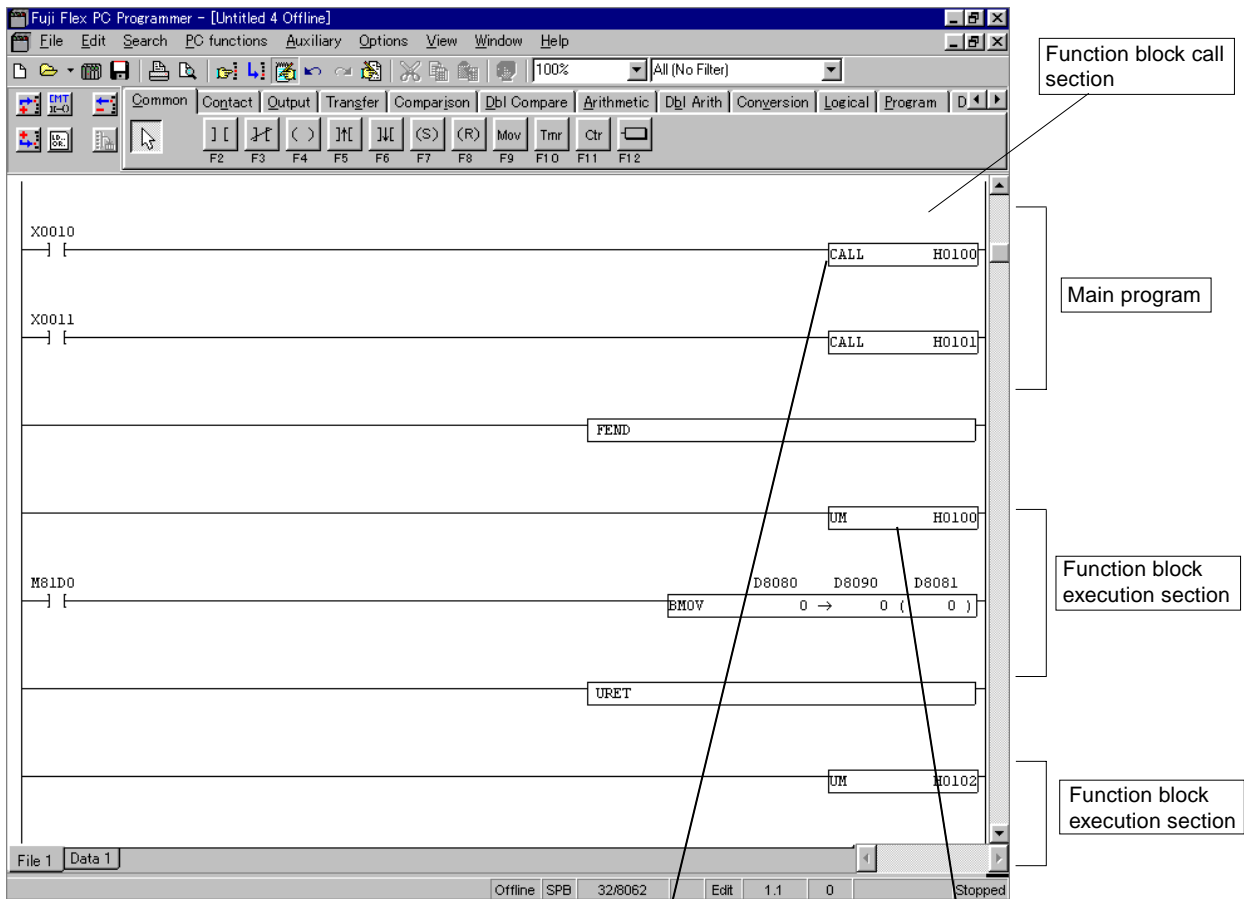 Fuji Flex PC Programmer - [Untitled 4 Offline]
File Edit Search PC functions Auxiliary Options View Window Help
100% All (No Filter)
CMT
LD..
OR.
Common Contact Output Transfer Comparison Dbl Compare Arithmetic Dbl Arith Conversion Logical Program D
(S) (R) Mov Tmr Ctr
F2 F3 F4 F5 F6 F7 F8 F9 F10 F11 F12
Function block call
section
X0010
CALL H0100
Main program
X0011
CALL H0101
FEND
UM H0100
Function block
execution section
M81D0
D8080 D8090 D8081
BMOV 0 → 0 ( 0 )
URET
UM H0102
Function block
execution section
File 1 Data 1
Offline SPB 32/8062 Edit 1.1 0 Stopped